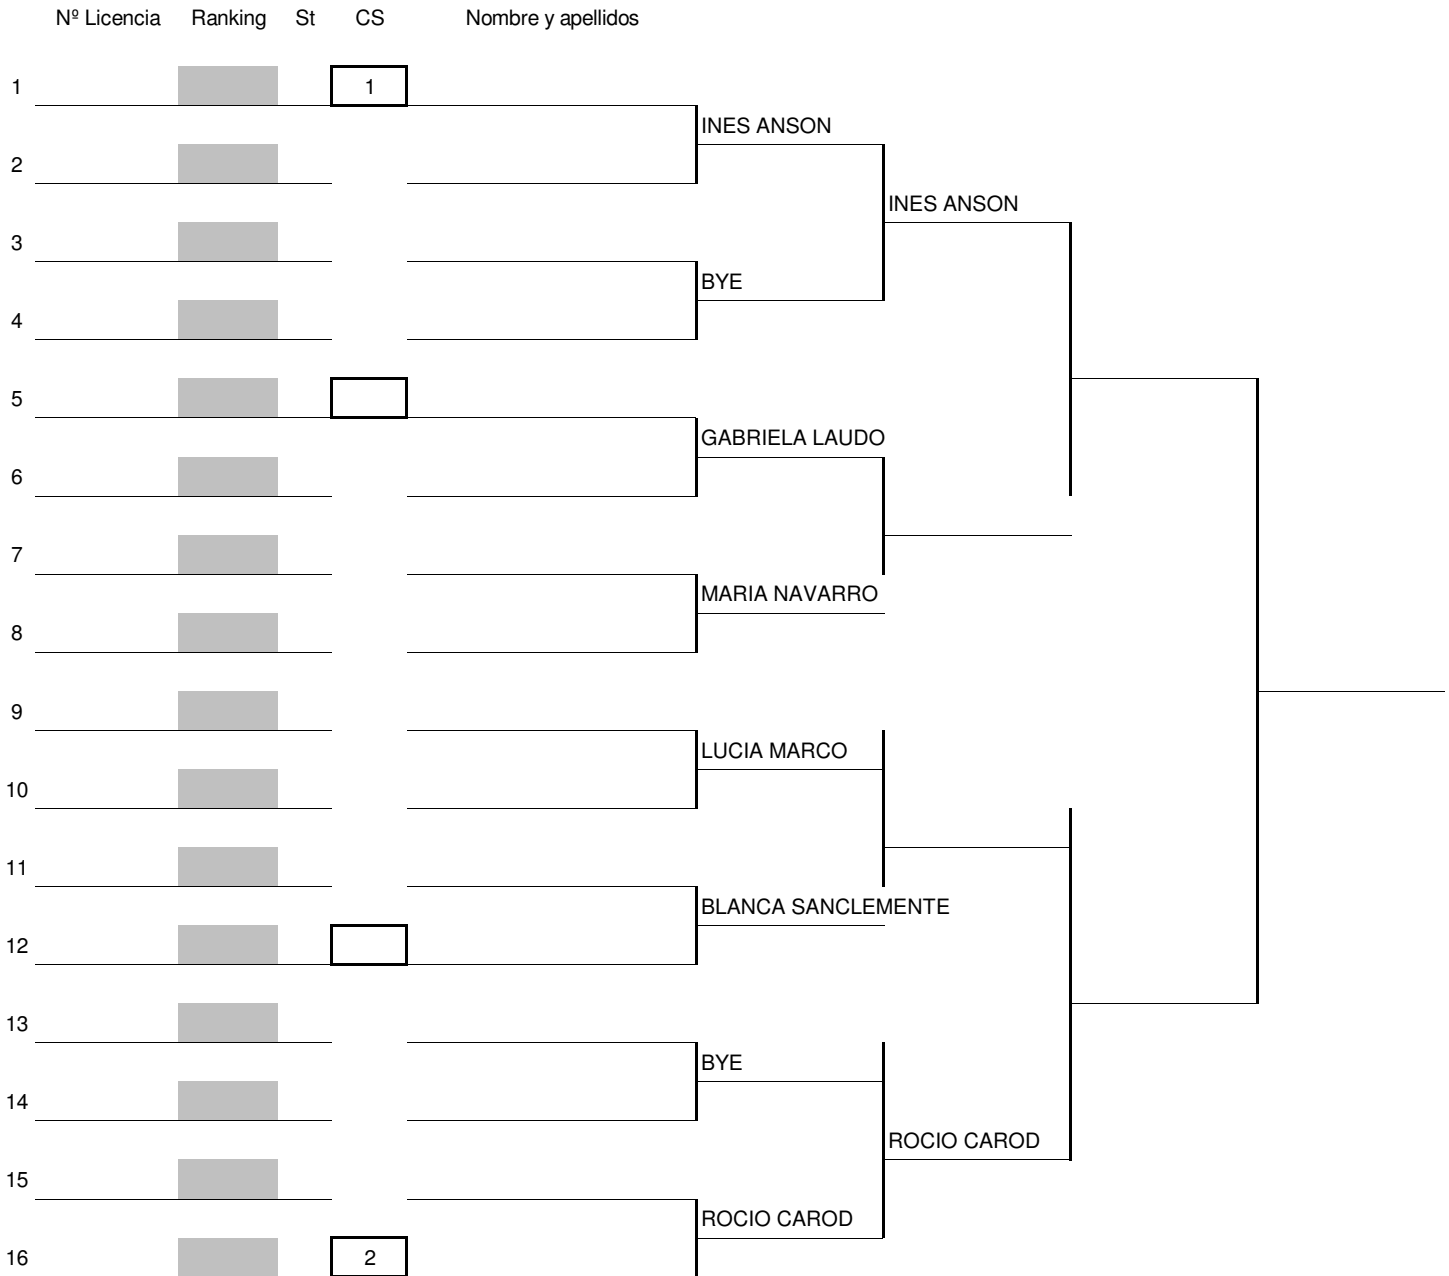 Nº Licencia Ranking St CS Nombre y apellidos
1 1
INES ANSON
2
INES ANSON
3
BYE
4
5
GABRIELA LAUDO
6
7
MARIA NAVARRO
8
9
LUCIA MARCO
10
11
BLANCA SANCLEMENTE
12
13
BYE
14
ROCIO CAROD
15
ROCIO CAROD
16 2